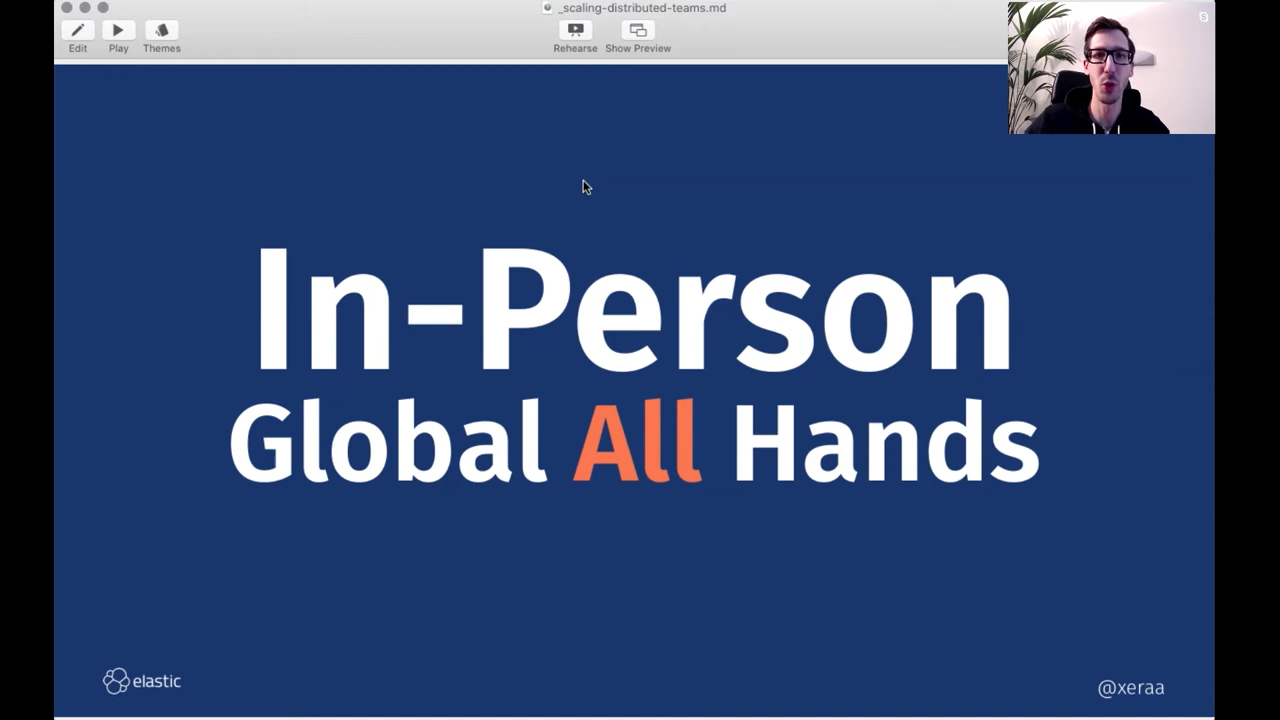 _scaling-distributed-teams.md
Edit Play Themes Rehearse Show Preview
In-Person
Global All Hands
elastic
@xeraa